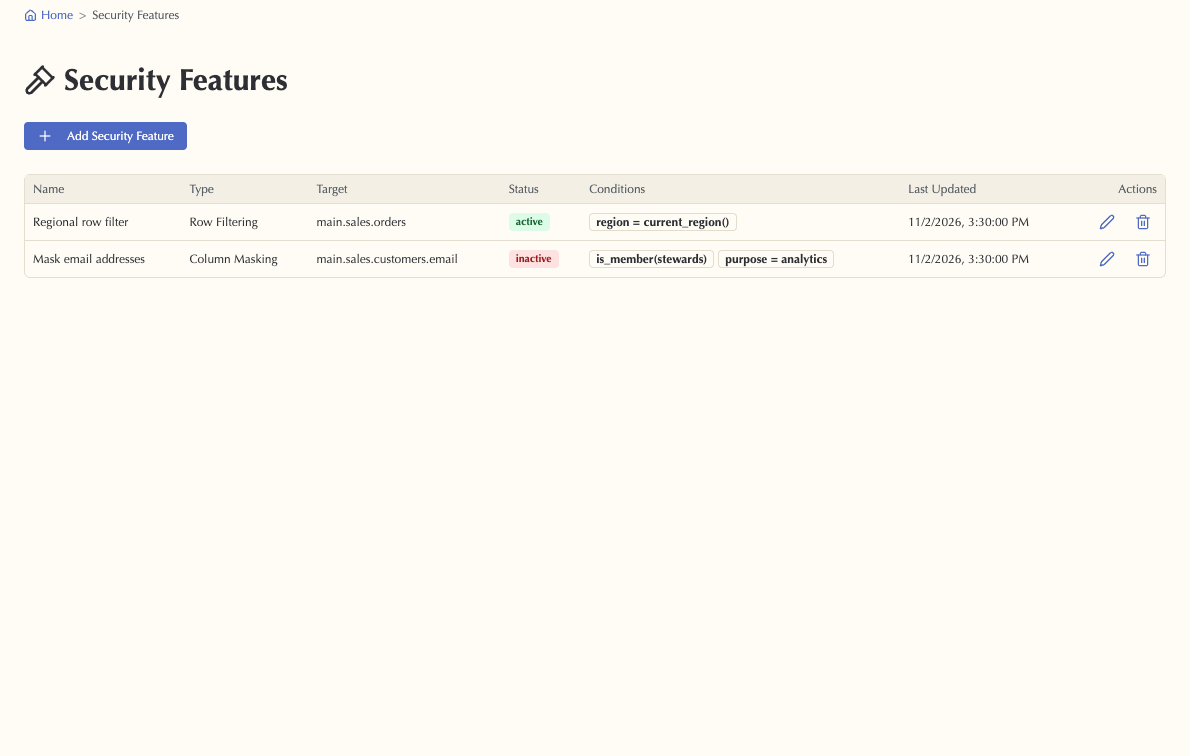 Home > Security Features
Security Features
Add Security Feature
Name Type Target Status Conditions Last Updated Actions
Regional row filter Row Filtering main.sales.orders active region = current_region() 11/2/2026, 3:30:00 PM
Mask email addresses Column Masking main.sales.customers.email inactive is_member(stewards) purpose = analytics 11/2/2026, 3:30:00 PM